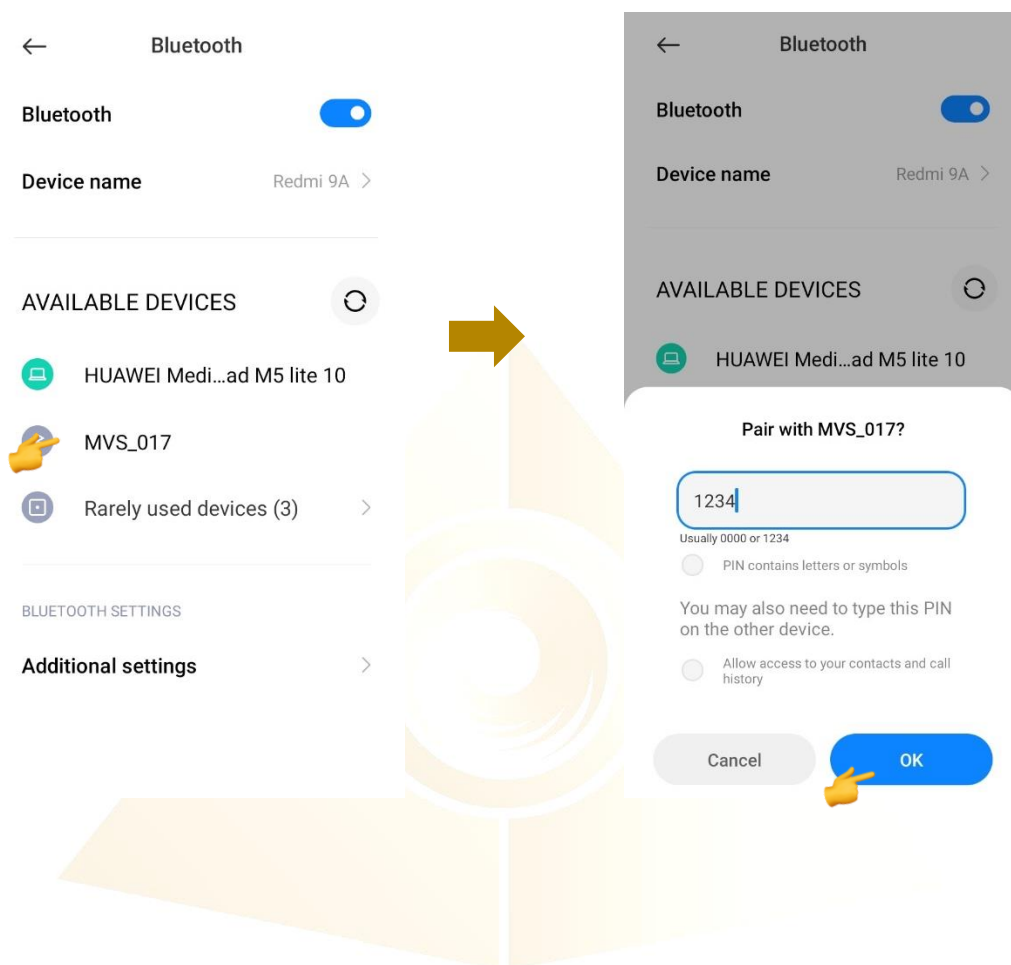 Bluetooth
Bluetooth
Device name Redmi 9A
AVAILABLE DEVICES
HUAWEI Medi...ad M5 lite 10
MVS_017
Rarely used devices (3)
BLUETOOTH SETTINGS
Additional settings
Bluetooth
Bluetooth
Device name Redmi 9A
AVAILABLE DEVICES
HUAWEI Medi...ad M5 lite 10
Pair with MVS_017?
1234
Usually 0000 or 1234
PIN contains letters or symbols
You may also need to type this PIN
on the other device.
Allow access to your contacts and call
history
Cancel OK